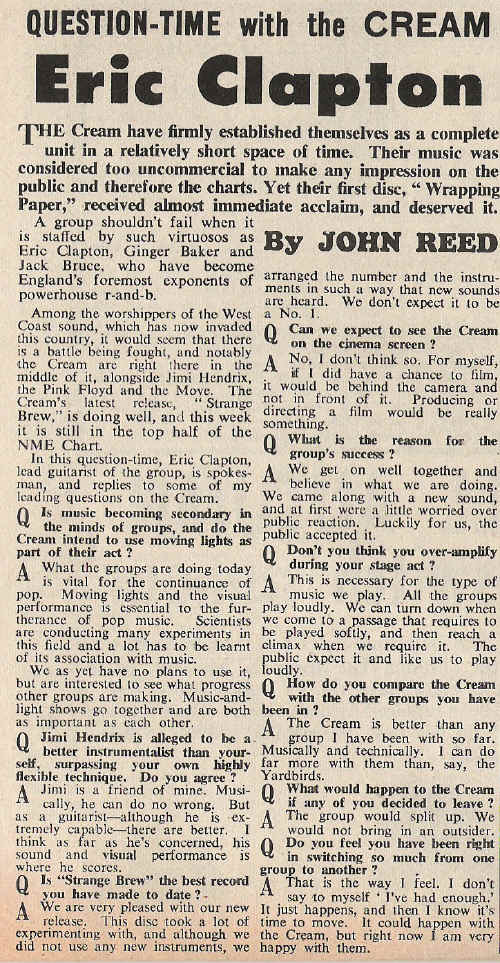 QUESTION-TIME with the CREAM
Eric Clapton
THE Cream have firmly established themselves as a complete
unit in a relatively short space of time. Their music was
considered too uncommercial to make any impression on the
public and therefore the charts. Yet their first disc, “ Wrapping
Paper,” received almost immediate acclaim, and deserved it.
A group shouldn't fail when it
is staffed by such virtuosos as
Eric Clapton, Ginger Baker and
Jack Bruce, who have become
England's foremost exponents of
powerhouse r-and-b.
Among the worshippers of the West
Coast sound, which has now invaded
this country, it would seem that there
is a battle being fought, and notably
the Cream are right there in the
middle of it, alongside Jimi Hendrix,
the Pink Floyd and the Move. The
Cream's latest release, “ Strange
Brew,” is doing well, and this week
it is still in the top half of the
NME Chart.
In this question-time, Eric Clapton,
lead guitarist of the group, is spokes-
man, and replies to some of my
leading questions on the Cream.
Q Is music becoming secondary in
the minds of groups, and do the
Cream intend to use moving lights as
part of their act ?
A What the groups are doing today
is vital for the continuance of
pop. Moving lights and the visual
performance is essential to the fur-
therance of pop music. Scientists
are conducting many experiments in
this field and a lot has to be learnt
of its association with music.
We as yet have no plans to use it,
but are interested to see what progress
other groups are making. Music-and-
light shows go together and are both
as important as each other.
Q Jimi Hendrix is alleged to be a
better instrumentalist than your-
self, surpassing your own highly
flexible technique. Do you agree ?
A Jimi is a friend of mine. Musi-
cally, he can do no wrong. But
as a guitarist—although he is ex-
tremely capable—there are better. I
think as far as he's concerned, his
sound and visual performance is
where he scores.
Q Is “Strange Brew” the best record
you have made to date ?
A We are very pleased with our new
release. This disc took a lot of
experimenting with, and although we
did not use any new instruments, we
By JOHN REED
arranged the number and the instru-
ments in such a way that new sounds
are heard. We don't expect it to be
a No. 1.
Q Can we expect to see the Cream
on the cinema screen ?
A No, I don't think so. For myself,
if I did have a chance to film,
it would be behind the camera and
not in front of it. Producing or
directing a film would be really
something.
Q What is the reason for the
group's success ?
A We get on well together and
believe in what we are doing.
We came along with a new sound,
and at first were a little worried over
public reaction. Luckily for us, the
public accepted it.
Q Don't you think you over-amplify
during your stage act ?
A This is necessary for the type of
music we play. All the groups
play loudly. We can turn down when
we come to a passage that requires to
be played softly, and then reach a
climax when we require it. The
public expect it and like us to play
loudly.
Q How do you compare the Cream
with the other groups you have
been in ?
A The Cream is better than any
group I have been with so far.
Musically and technically. I can do
far more with them than, say, the
Yardbirds.
Q What would happen to the Cream
if any of you decided to leave ?
A The group would split up. We
would not bring in an outsider.
Q Do you feel you have been right
in switching so much from one
group to another ?
A That is the way I feel. I don't
say to myself ‘ I've had enough.’
It just happens, and then I know it's
time to move. It could happen with
the Cream, but right now I am very
happy with them.